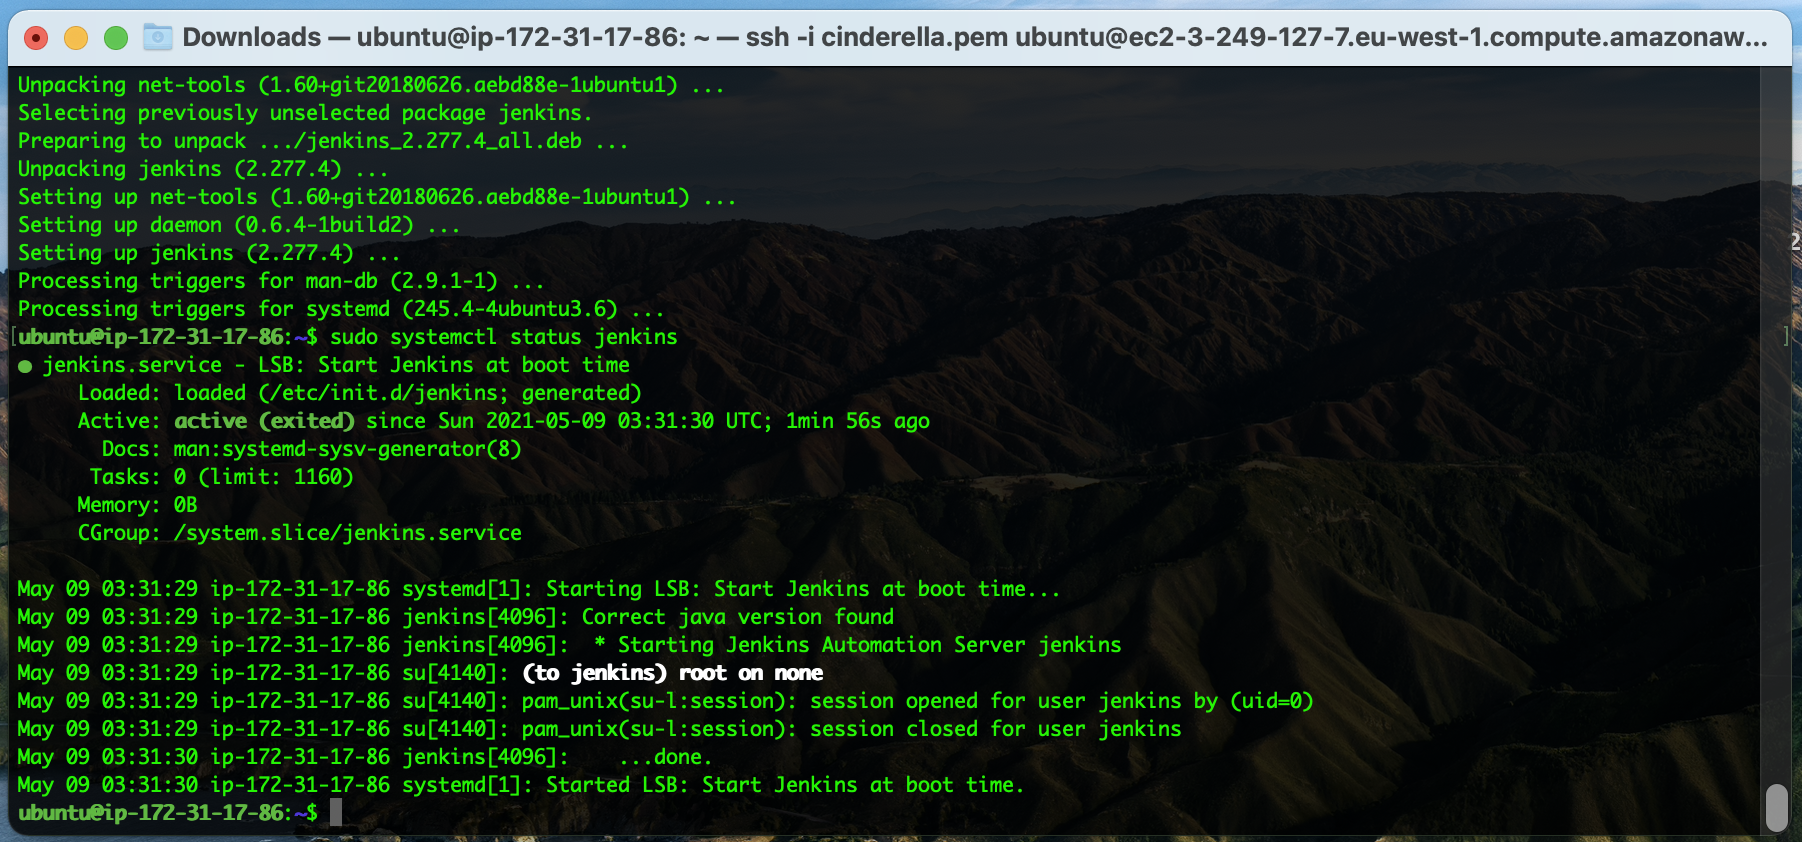 Downloads — ubuntu@ip-172-31-17-86: ~ — ssh -i cinderella.pem ubuntu@ec2-3-249-127-7.eu-west-1.compute.amazonaw...
Unpacking net-tools (1.60+git20180626.aebd88e-1ubuntu1) ...
Selecting previously unselected package jenkins.
Preparing to unpack .../jenkins_2.277.4_all.deb ...
Unpacking jenkins (2.277.4) ...
Setting up net-tools (1.60+git20180626.aebd88e-1ubuntu1) ...
Setting up daemon (0.6.4-1build2) ...
Setting up jenkins (2.277.4) ...
Processing triggers for man-db (2.9.1-1) ...
Processing triggers for systemd (245.4-4ubuntu3.6) ...
[ubuntu@ip-172-31-17-86:~$ sudo systemctl status jenkins ]
● jenkins.service - LSB: Start Jenkins at boot time
Loaded: loaded (/etc/init.d/jenkins; generated)
Active: active (exited) since Sun 2021-05-09 03:31:30 UTC; 1min 56s ago
Docs: man:systemd-sysv-generator(8)
Tasks: 0 (limit: 1160)
Memory: 0B
CGroup: /system.slice/jenkins.service
May 09 03:31:29 ip-172-31-17-86 systemd[1]: Starting LSB: Start Jenkins at boot time...
May 09 03:31:29 ip-172-31-17-86 jenkins[4096]: Correct java version found
May 09 03:31:29 ip-172-31-17-86 jenkins[4096]:  * Starting Jenkins Automation Server jenkins
May 09 03:31:29 ip-172-31-17-86 su[4140]: (to jenkins) root on none
May 09 03:31:29 ip-172-31-17-86 su[4140]: pam_unix(su-l:session): session opened for user jenkins by (uid=0)
May 09 03:31:29 ip-172-31-17-86 su[4140]: pam_unix(su-l:session): session closed for user jenkins
May 09 03:31:30 ip-172-31-17-86 jenkins[4096]:    ...done.
May 09 03:31:30 ip-172-31-17-86 systemd[1]: Started LSB: Start Jenkins at boot time.
ubuntu@ip-172-31-17-86:~$
2